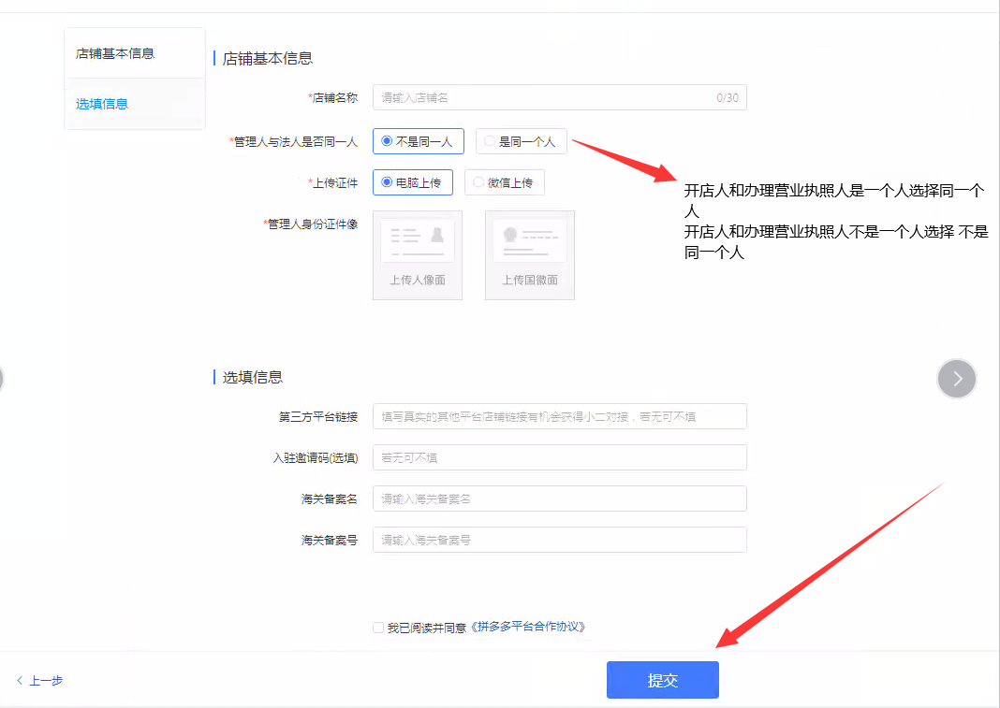 店铺基本信息
选填信息
店铺基本信息
*店铺名称
请输入店铺名
0/30
*管理人与法人是否同一人
不是同一人
是同一个人
*上传证件
电脑上传
微信上传
*管理人身份证件像
上传人像面
上传国徽面
开店人和办理营业执照人是一个人选择同一个
人
开店人和办理营业执照人不是一个人选择 不是
同一个人
选填信息
第三方平台链接
填写真实的其他平台店铺链接有机会获得小二对接，若无可不填
入驻邀请码(选填)
若无可不填
海关备案名
请输入海关备案名
海关备案号
请输入海关备案号
我已阅读并同意《拼多多平台合作协议》
上一步
提交